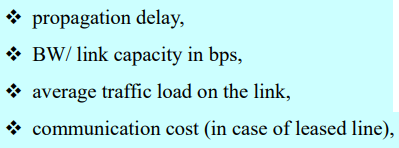 ❖ propagation delay,
❖ BW/ link capacity in bps,
❖ average traffic load on the link,
❖ communication cost (in case of leased line),